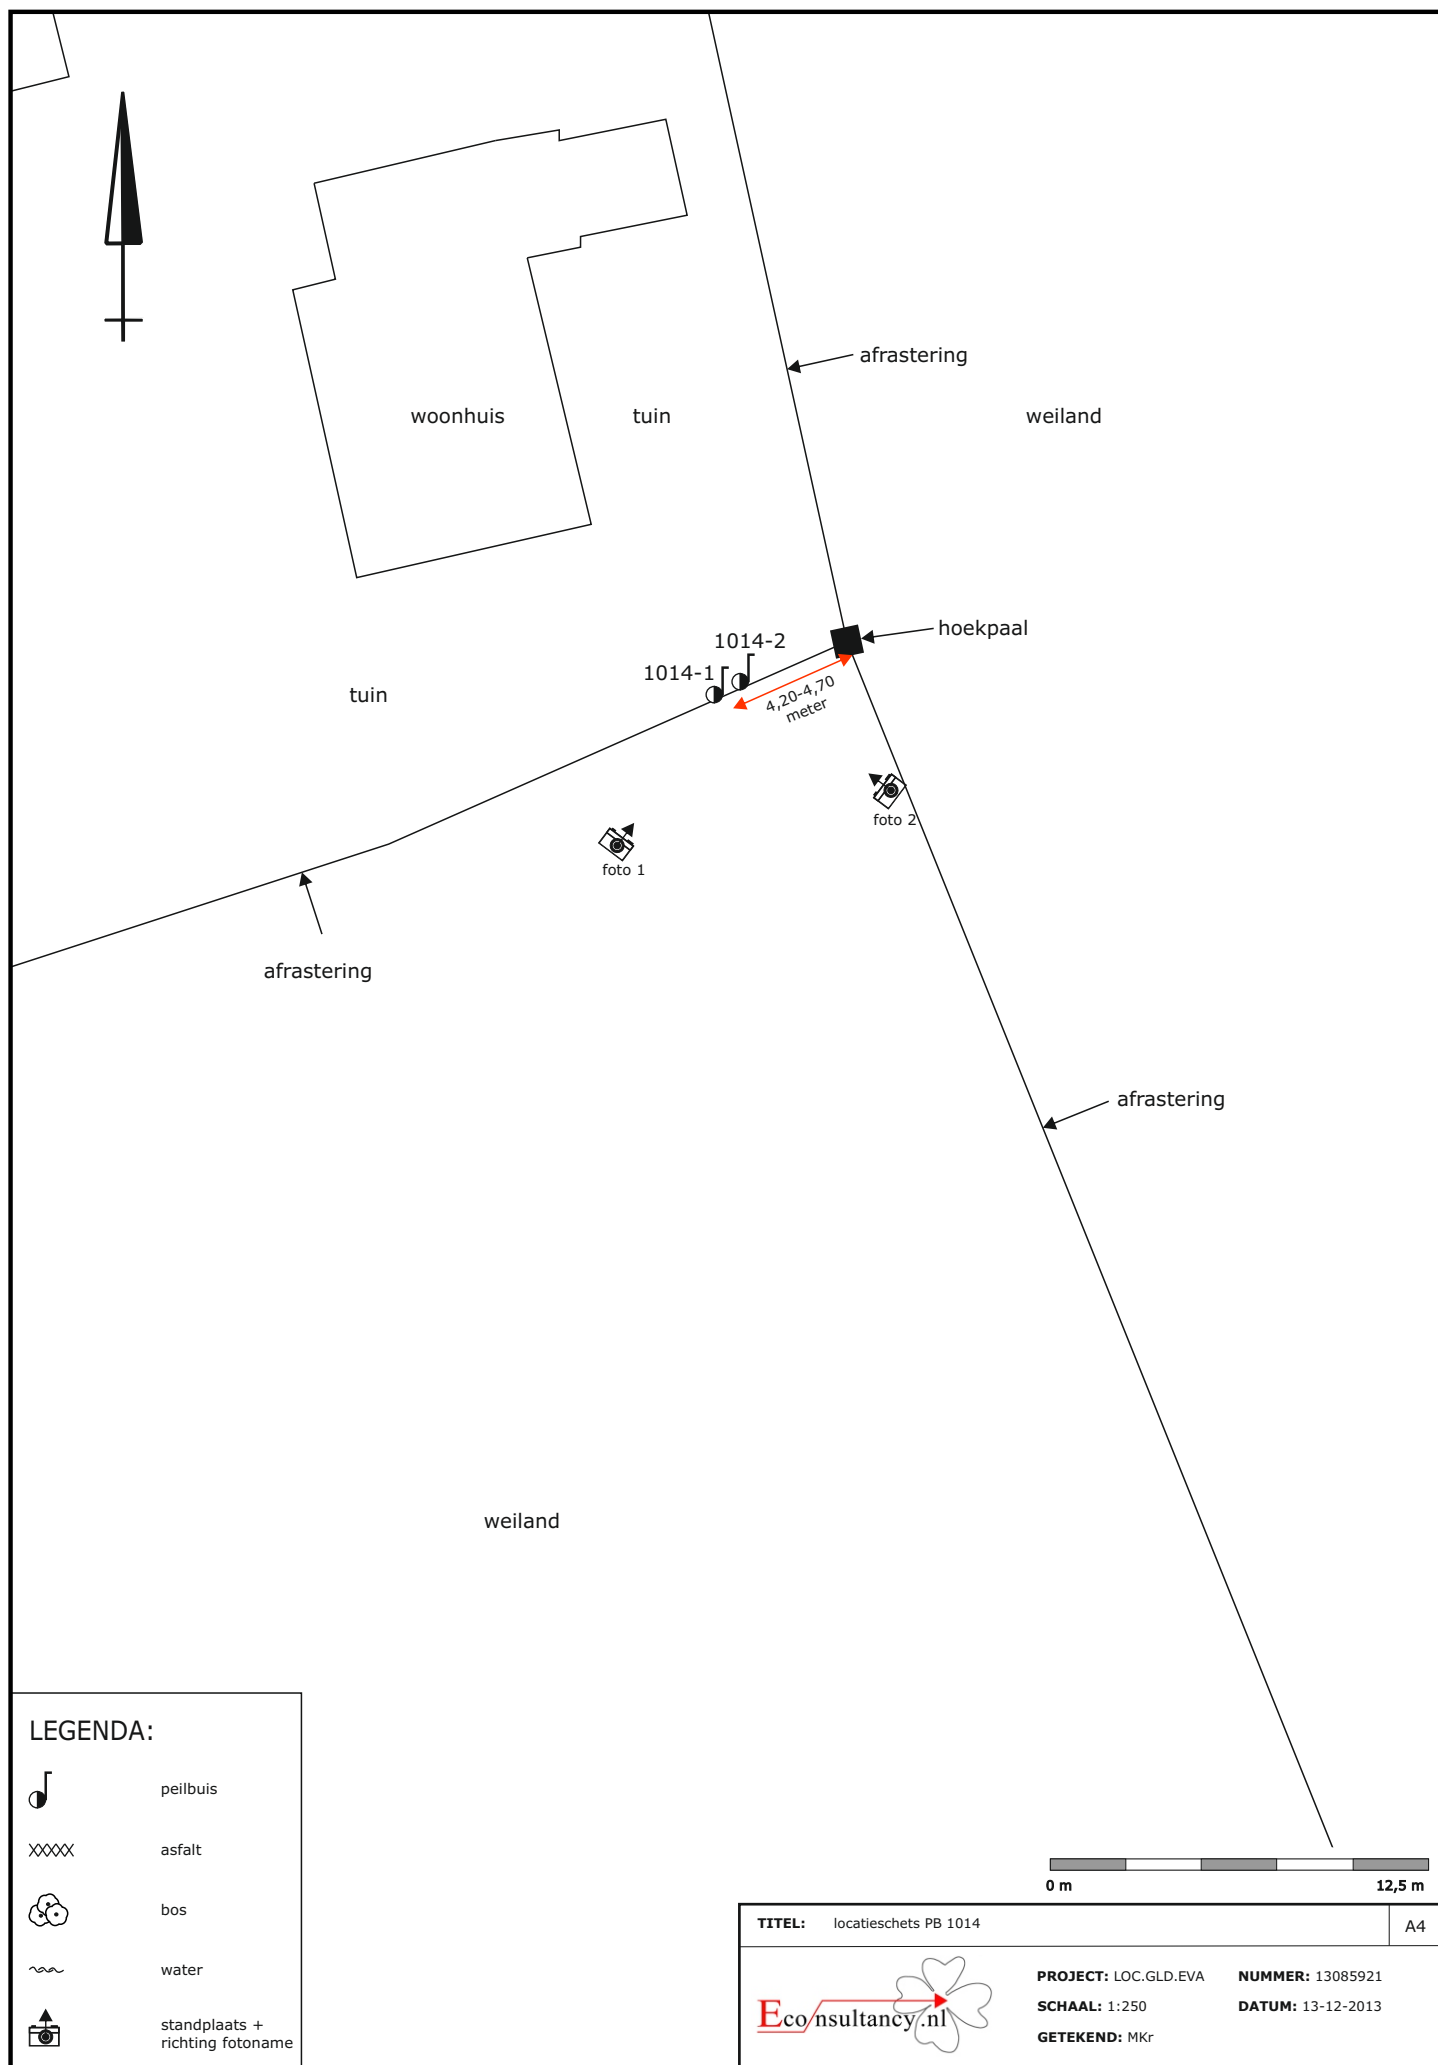 afrastering
woonhuis
tuin
weiland
hoekpaal
1014-2
1014-1
4,20-4,70
meter
tuin
foto 2
foto 1
afrastering
afrastering
weiland
LEGENDA:
peilbuis
asfalt
bos
water
standplaats +
richting fotoname
0 m 12,5 m
TITEL: locatieschets PB 1014 A4
Econsultancy.nl
PROJECT: LOC.GLD.EVA NUMMER: 13085921
SCHAAL: 1:250 DATUM: 13-12-2013
GETEKEND: MKr